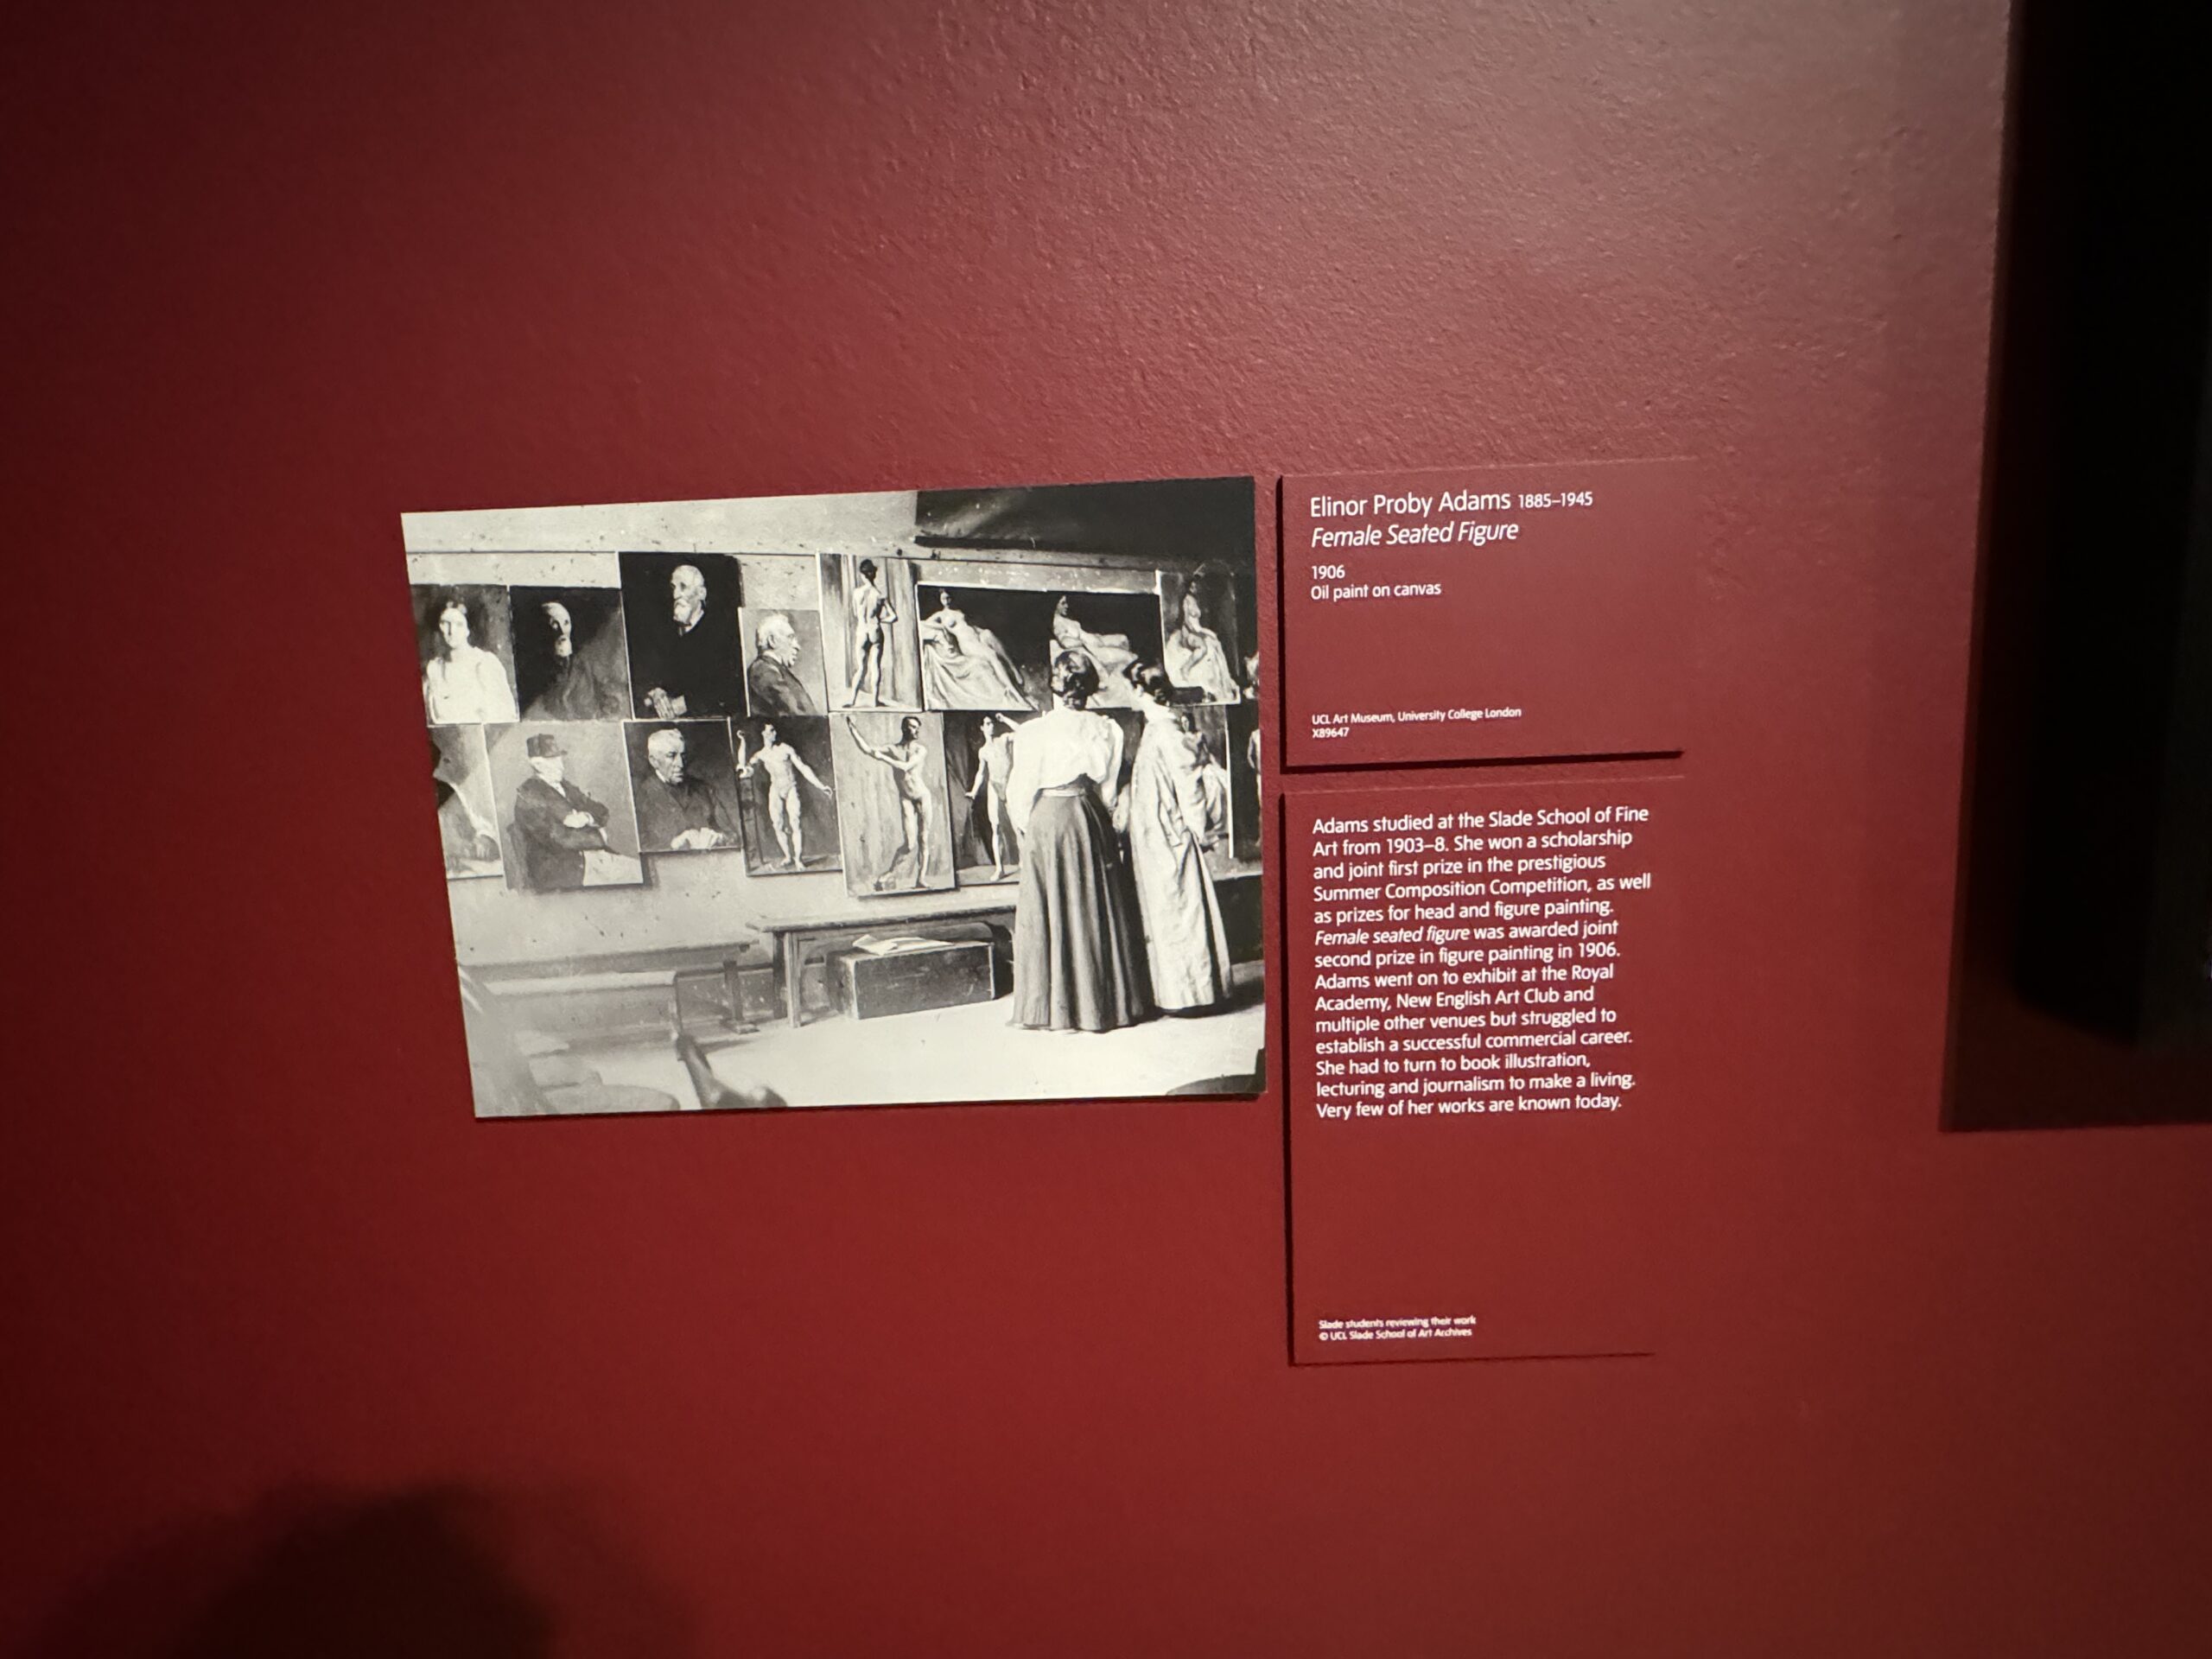 Elinor Proby Adams 1885–1945
Female Seated Figure
1906
Oil paint on canvas
UCL Art Museum, University College London
X89647
Adams studied at the Slade School of Fine
Art from 1903–8. She won a scholarship
and joint first prize in the prestigious
Summer Composition Competition, as well
as prizes for head and figure painting.
Female seated figure was awarded joint
second prize in figure painting in 1906.
Adams went on to exhibit at the Royal
Academy, New English Art Club and
multiple other venues but struggled to
establish a successful commercial career.
She had to turn to book illustration,
lecturing and journalism to make a living.
Very few of her works are known today.
Slade students reviewing their work
© UCL Slade School of Art Archives